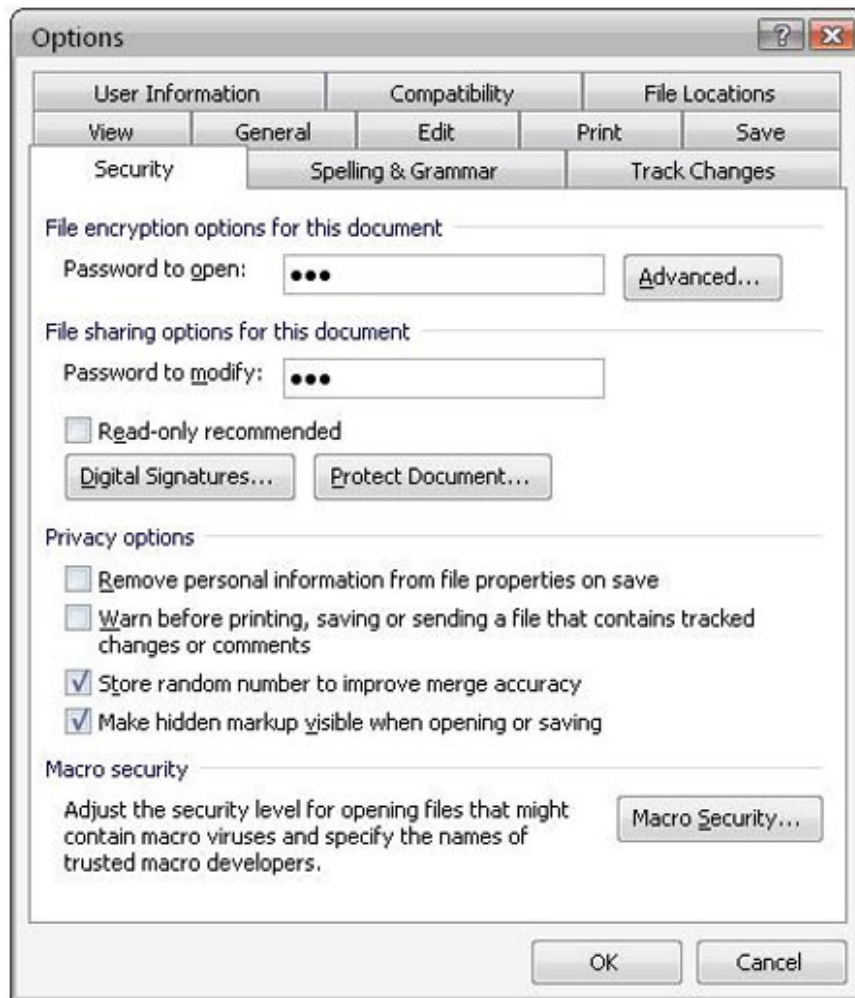 Options
User Information Compatibility File Locations
View General Edit Print Save
Security Spelling & Grammar Track Changes
File encryption options for this document
Password to open: ●●● Advanced...
File sharing options for this document
Password to modify: ●●●
Read-only recommended
Digital Signatures... Protect Document...
Privacy options
Remove personal information from file properties on save
Warn before printing, saving or sending a file that contains tracked
changes or comments
Store random number to improve merge accuracy
Make hidden markup visible when opening or saving
Macro security
Adjust the security level for opening files that might
contain macro viruses and specify the names of
trusted macro developers.
Macro Security...
OK Cancel